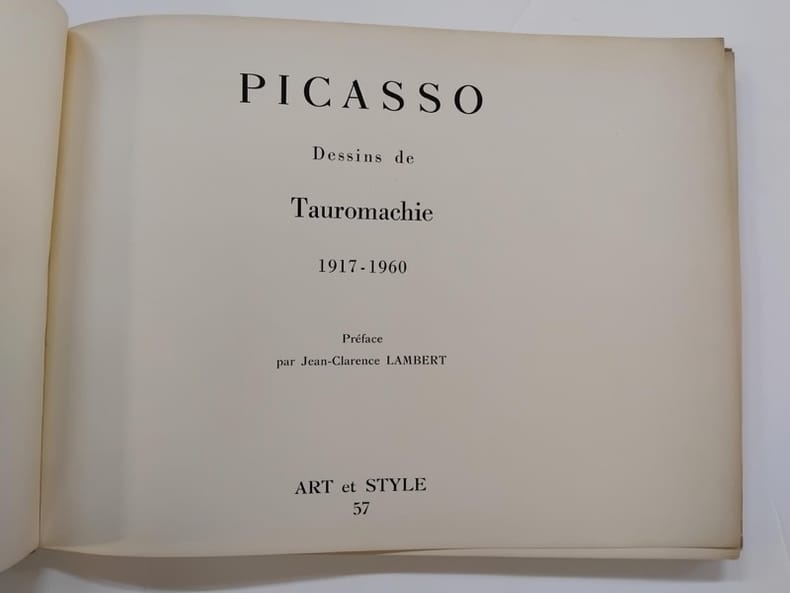 PICASSO
Dessins de
Tauromachie
1917-1960
Préface
par Jean-Clarence LAMBERT
ART et STYLE
57